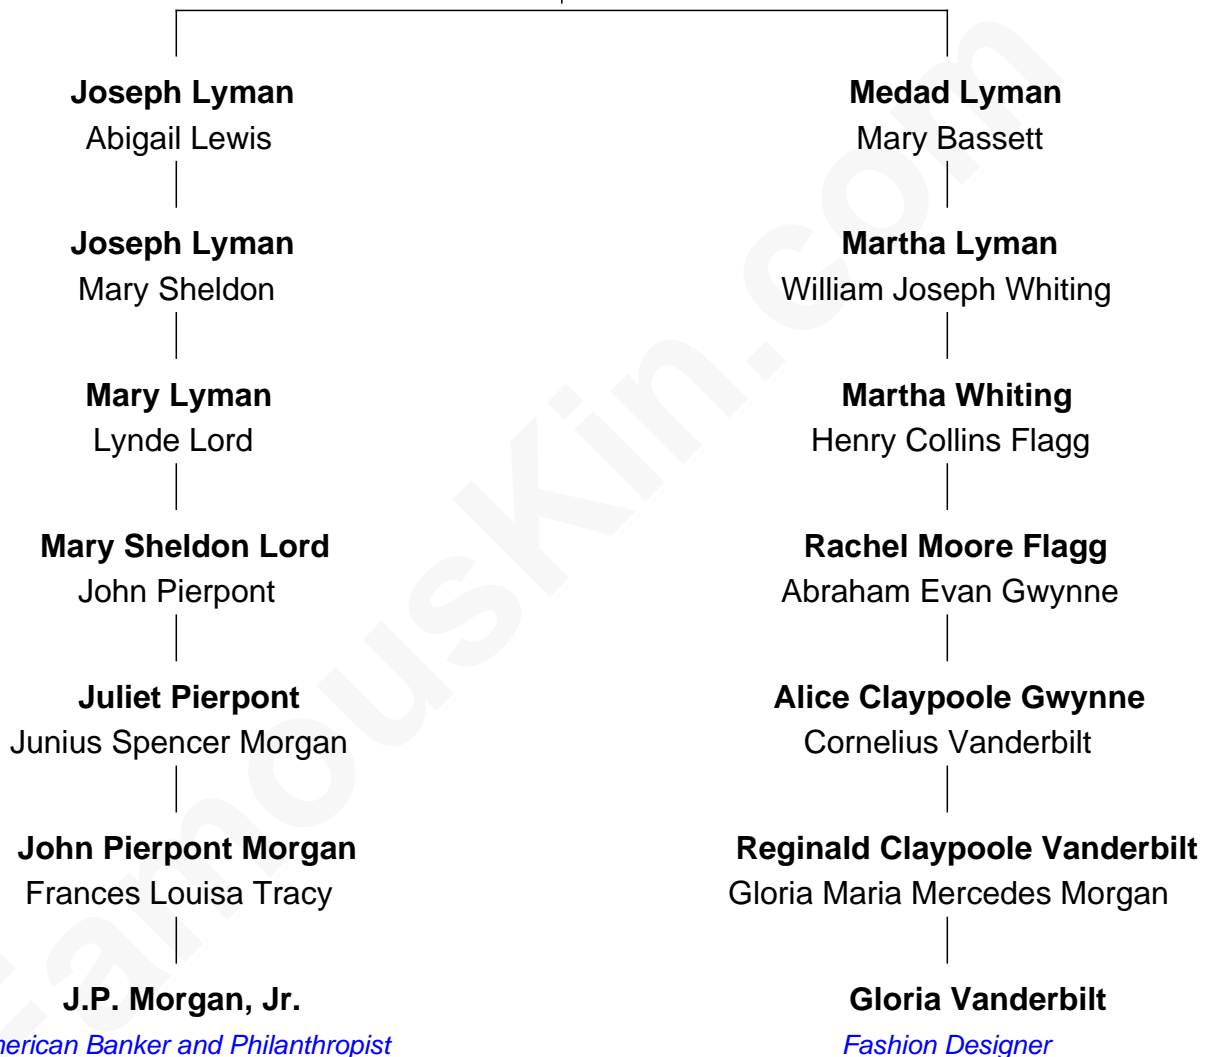 Joseph Lyman
Abigail Lewis
Joseph Lyman
Mary Sheldon
Mary Lyman
Lynde Lord
Mary Sheldon Lord
John Pierpont
Juliet Pierpont
Junius Spencer Morgan
John Pierpont Morgan
Frances Louisa Tracy
J.P. Morgan, Jr.
merican Banker and Philanthropist
Medad Lyman
Mary Bassett
Martha Lyman
William Joseph Whiting
Martha Whiting
Henry Collins Flagg
Rachel Moore Flagg
Abraham Evan Gwynne
Alice Claypoole Gwynne
Cornelius Vanderbilt
Reginald Claypoole Vanderbilt
Gloria Maria Mercedes Morgan
Gloria Vanderbilt
Fashion Designer
FamousKin.com